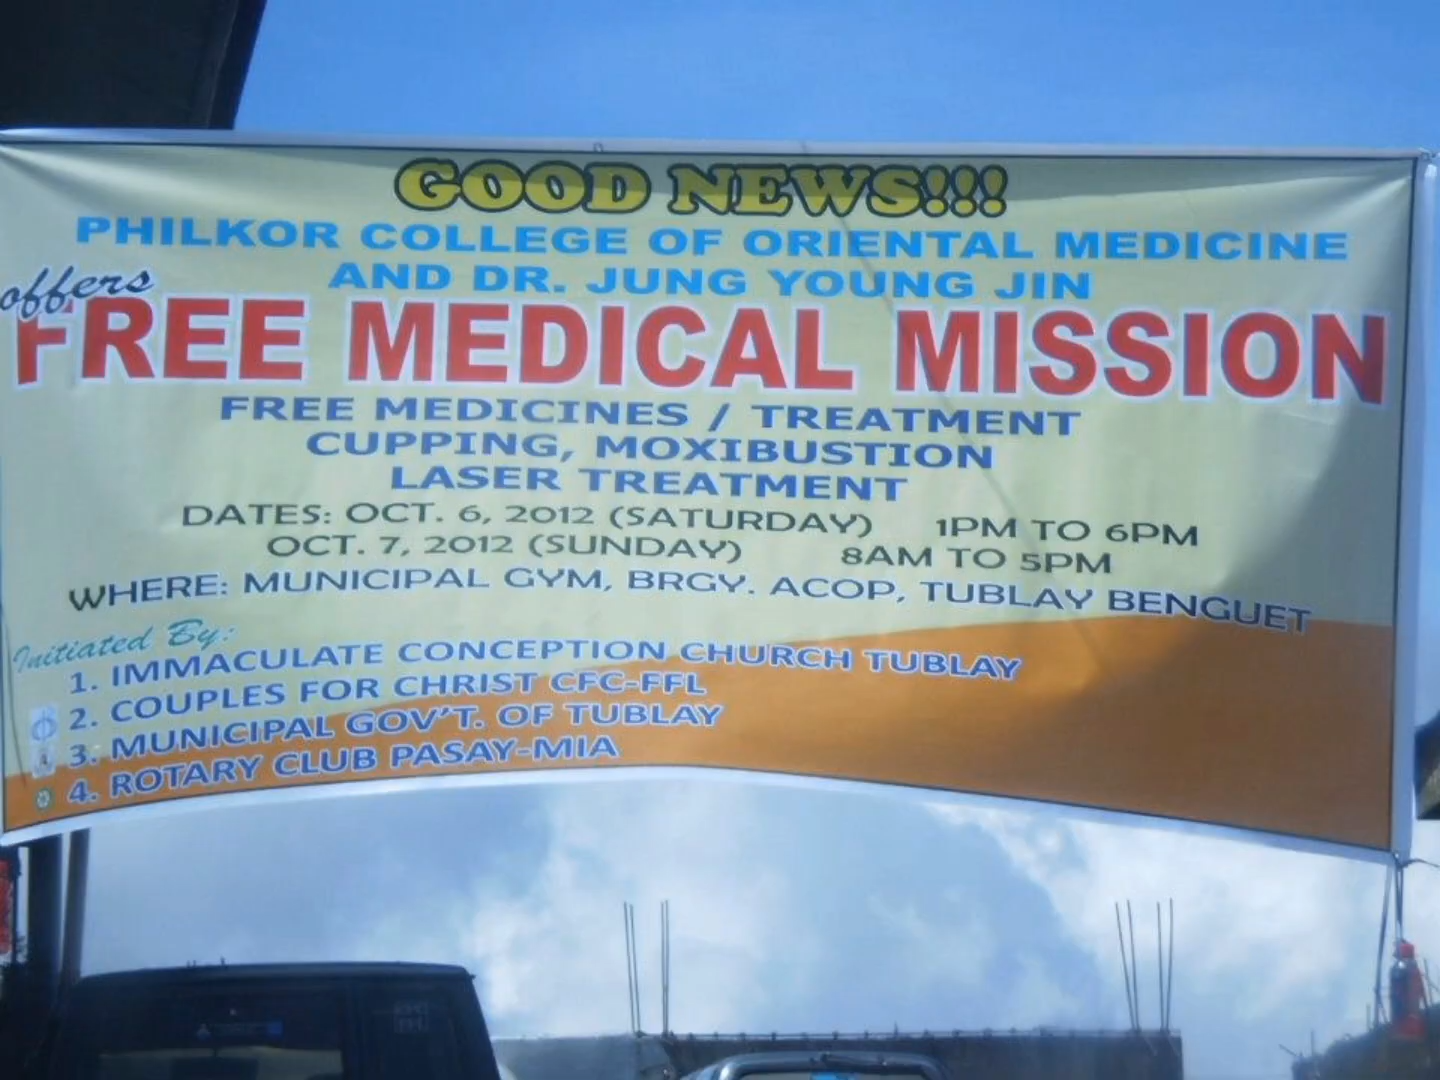 GOOD NEWS!!!
PHILKOR COLLEGE OF ORIENTAL MEDICINE
AND DR. JUNG YOUNG JIN
offers
FREE MEDICAL MISSION
FREE MEDICINES / TREATMENT
CUPPING, MOXIBUSTION
LASER TREATMENT
DATES: OCT. 6, 2012 (SATURDAY) 1PM TO 6PM
OCT. 7, 2012 (SUNDAY) 8AM TO 5PM
WHERE: MUNICIPAL GYM, BRGY. ACOP, TUBLAY BENGUET
Initiated By:
1. IMMACULATE CONCEPTION CHURCH TUBLAY
2. COUPLES FOR CHRIST CFC-FFL
3. MUNICIPAL GOV'T. OF TUBLAY
4. ROTARY CLUB PASAY-MIA